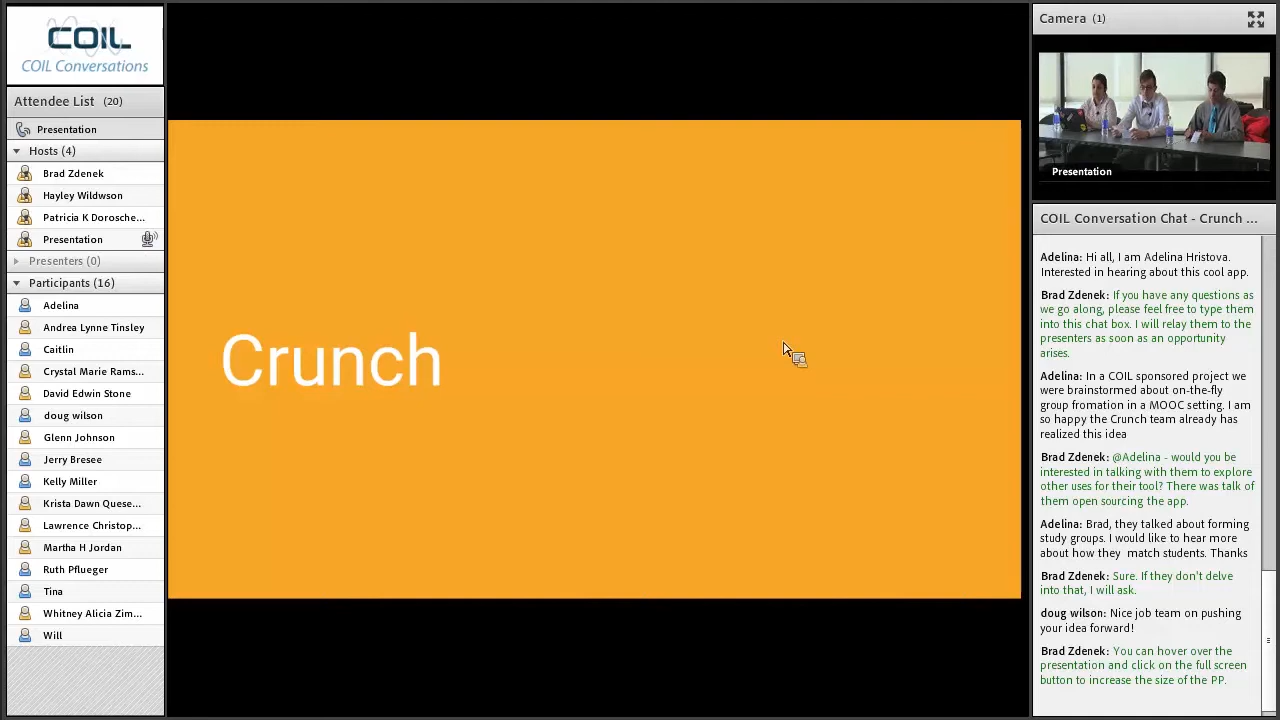 COIL
COIL Conversations
Attendee List (20)
Presentation
Hosts (4)
Brad Zdenek
Hayley Wildwson
Patricia K Dorosche...
Presentation
Presenters (0)
Participants (16)
Adelina
Andrea Lynne Tinsley
Caitlin
Crystal Marie Rams...
David Edwin Stone
doug wilson
Glenn Johnson
Jerry Bresee
Kelly Miller
Krista Dawn Quese...
Lawrence Christop...
Martha H Jordan
Ruth Pflueger
Tina
Whitney Alicia Zim...
Will
Crunch
Camera (1)
Presentation
COIL Conversation Chat - Crunch ...
Adelina: Hi all, I am Adelina Hristova.
Interested in hearing about this cool app.
Brad Zdenek: If you have any questions as
we go along, please feel free to type them
into this chat box. I will relay them to the
presenters as soon as an opportunity
arises.
Adelina: In a COIL sponsored project we
were brainstormed about on-the-fly
group fromation in a MOOC setting. I am
so happy the Crunch team already has
realized this idea
Brad Zdenek: @Adelina - would you be
interested in talking with them to explore
other uses for their tool? There was talk of
them open sourcing the app.
Adelina: Brad, they talked about forming
study groups. I would like to hear more
about how they match students. Thanks
Brad Zdenek: Sure. If they don't delve
into that, I will ask.
doug wilson: Nice job team on pushing
your idea forward!
Brad Zdenek: You can hover over the
presentation and click on the full screen
button to increase the size of the PP.